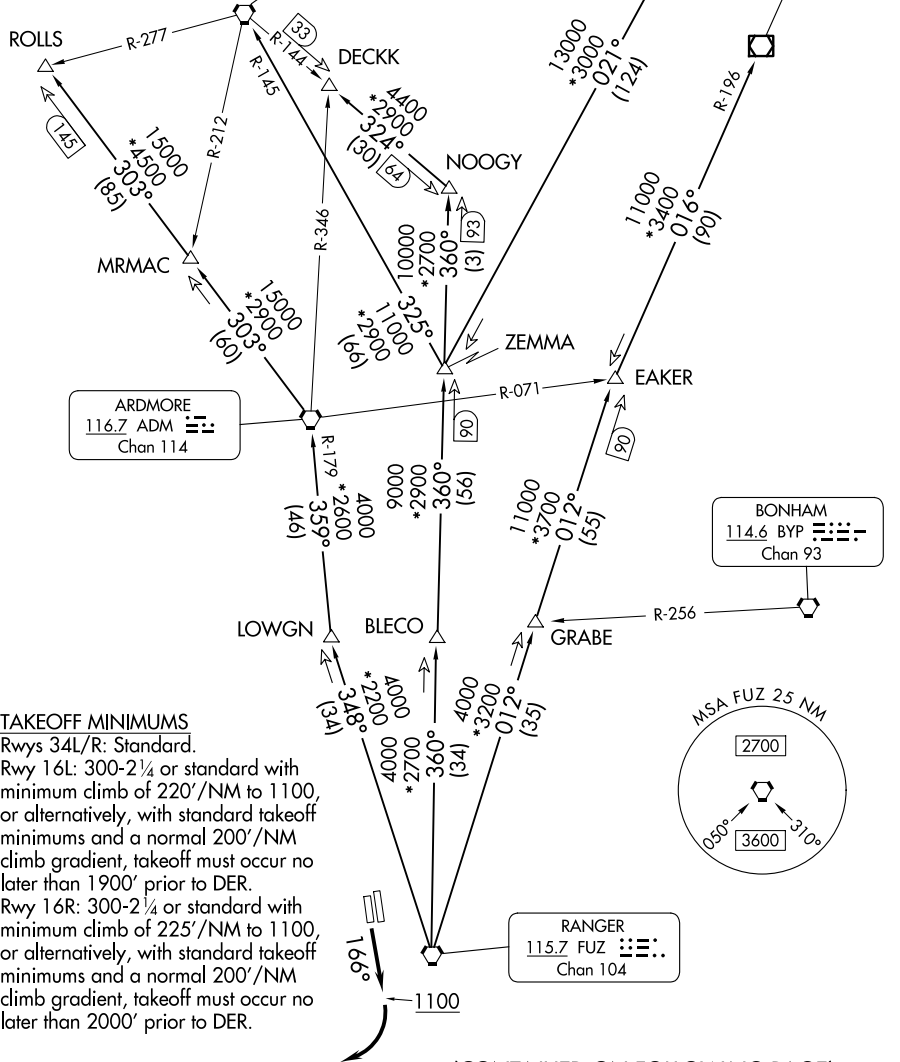 ROLLS
R-277
33
R-144
DECKK
R-145
13000
*3000
021°
(124)
R-196
145
15000
*4500
303°
(85)
R-212
4400
*2900
324°
(30)
64
NOOGY
93
R-346
11000
*3400
016°
(90)
MRMAC
10000
*2700
360°
(3)
15000
*2900
303°
(60)
325°
11000
*2900
(66)
ZEMMA
EAKER
R-071
ARDMORE
116.7 ADM
Chan 114
90
90
R-179
4000
*2600
359°
(46)
9000
*2900
360°
(56)
11000
*3700
012°
(55)
BONHAM
114.6 BYP
Chan 93
R-256
LOWGN
BLECO
GRABE
4000
*2200
348°
(34)
4000
*2700
360°
(34)
4000
*3200
012°
(35)
MSA FUZ 25 NM
2700
050°
310°
3600
TAKEOFF MINIMUMS
Rwys 34L/R: Standard.
Rwy 16L: 300-2¼ or standard with
minimum climb of 220'/NM to 1100,
or alternatively, with standard takeoff
minimums and a normal 200'/NM
climb gradient, takeoff must occur no
later than 1900' prior to DER.
Rwy 16R: 300-2¼ or standard with
minimum climb of 225'/NM to 1100,
or alternatively, with standard takeoff
minimums and a normal 200'/NM
climb gradient, takeoff must occur no
later than 2000' prior to DER.
166°
1100
RANGER
115.7 FUZ
Chan 104